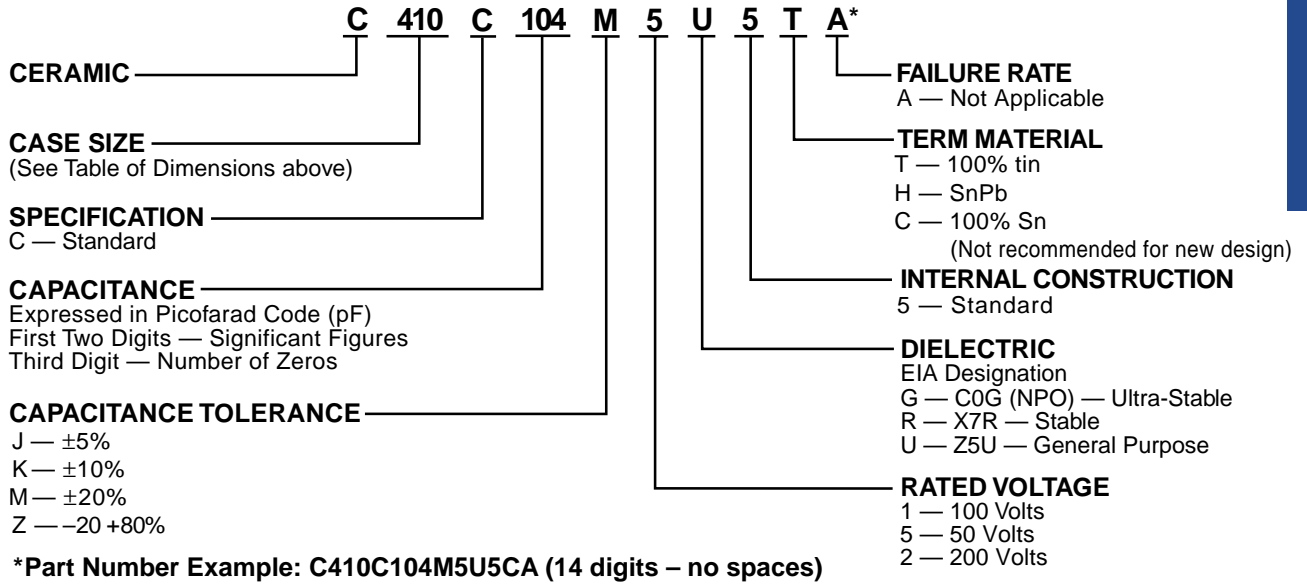 C 410 C 104 M 5 U 5 T A*
CERAMIC
CASE SIZE
(See Table of Dimensions above)
SPECIFICATION
C — Standard
CAPACITANCE
Expressed in Picofarad Code (pF)
First Two Digits — Significant Figures
Third Digit — Number of Zeros
CAPACITANCE TOLERANCE
J — ±5%
K — ±10%
M — ±20%
Z — –20 +80%
FAILURE RATE
A — Not Applicable
TERM MATERIAL
T — 100% tin
H — SnPb
C — 100% Sn
(Not recommended for new design)
INTERNAL CONSTRUCTION
5 — Standard
DIELECTRIC
EIA Designation
G — C0G (NPO) — Ultra-Stable
R — X7R — Stable
U — Z5U — General Purpose
RATED VOLTAGE
1 — 100 Volts
5 — 50 Volts
2 — 200 Volts
*Part Number Example: C410C104M5U5CA (14 digits – no spaces)